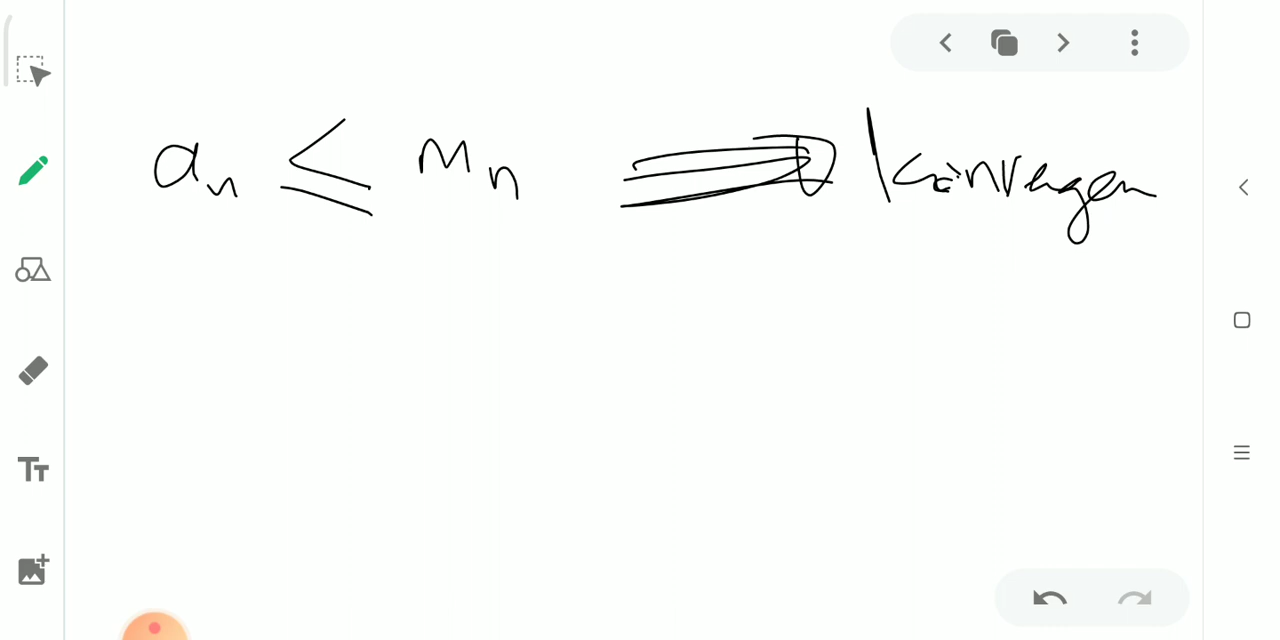 aₙ ≤ Mₙ ⇒ konvergen